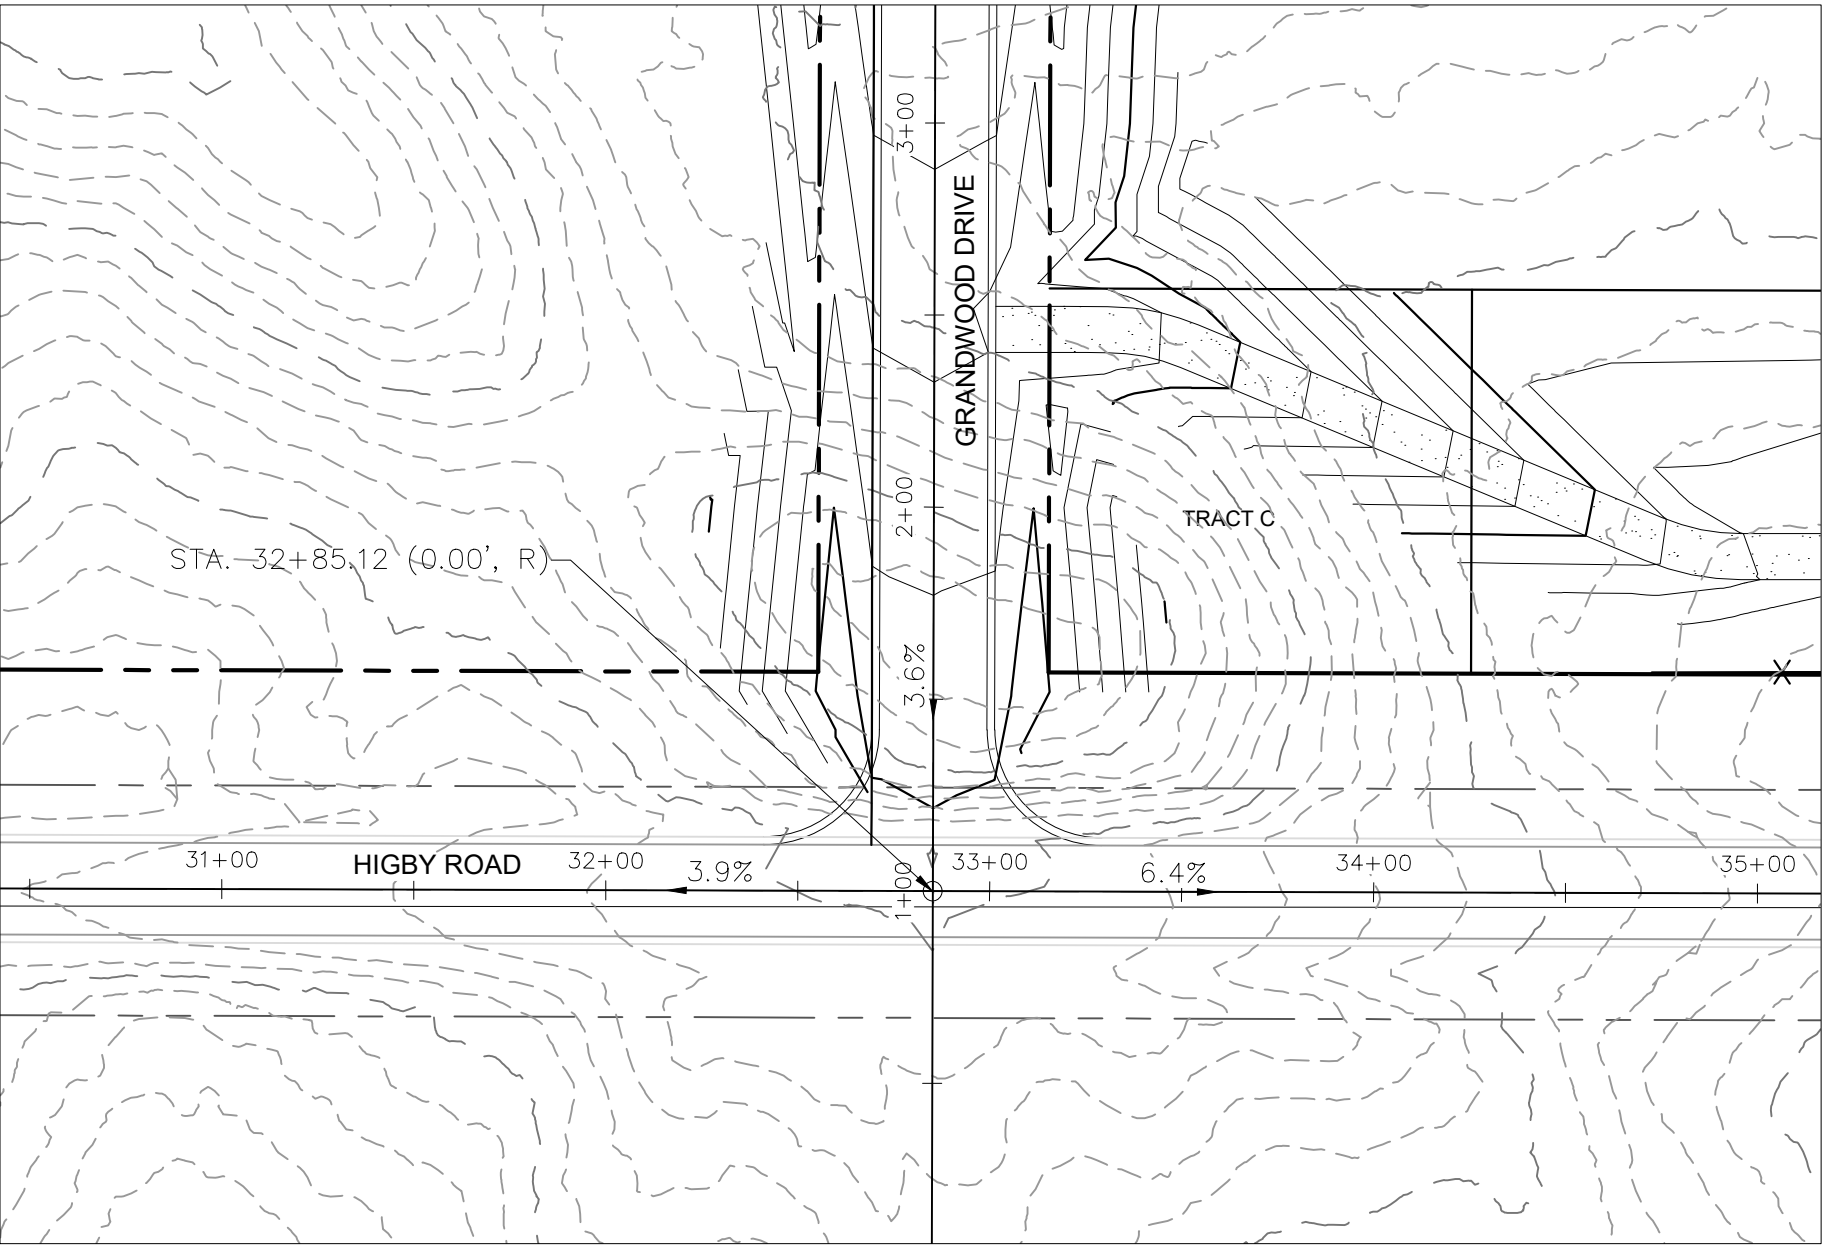 3+00
GRANDWOOD DRIVE
2+00
TRACT C
STA. 32+85.12 (0.00', R)
3.6%
X
31+00
HIGBY ROAD
32+00
3.9%
1+00
33+00
6.4%
34+00
35+00